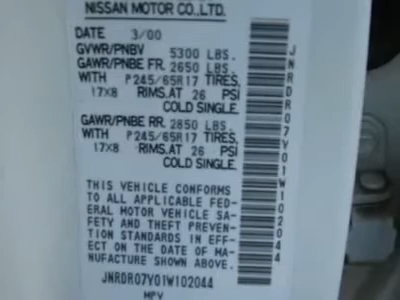 NISSAN MOTOR CO.,LTD.
DATE 3/00
GVWR/PNBV 5300 LBS.
GAWR/PNBE FR. 2650 LBS.
WITH P245/65R17 TIRES,
17X8 RIMS.AT 26 PSI
COLD SINGLE.
GAWR/PNBE RR. 2850 LBS.
WITH P245/65R17 TIRES,
17X8 RIMS.AT 26 PSI
COLD SINGLE.
THIS VEHICLE CONFORMS
TO ALL APPLICABLE FED-
ERAL MOTOR VEHICLE SA-
FETY AND THEFT PREVEN-
TION STANDARDS IN EFF-
ECT ON THE DATE OF MA-
NUFACTURE SHOWN ABOVE.
JNRDR07Y01W102044
MPV
JNRDR07Y01W102044